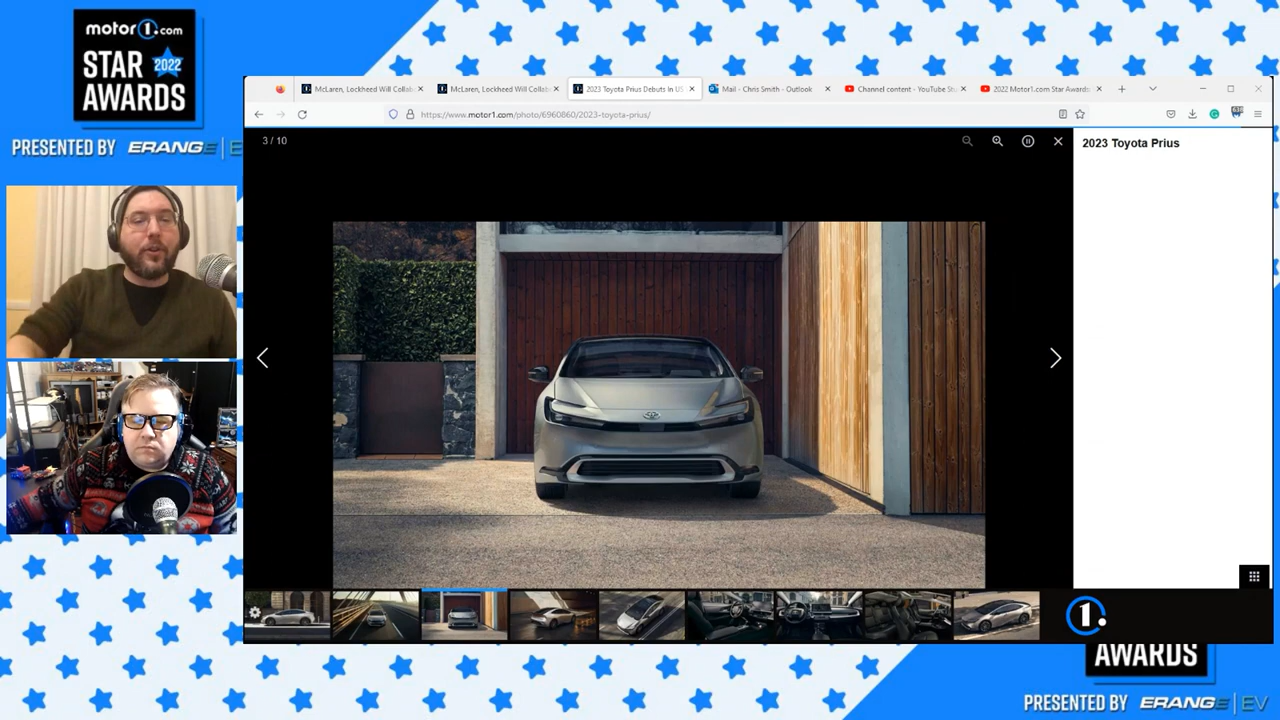 motor1.com
STAR 2022
AWARDS
PRESENTED BY ERANGE | E
McLaren, Lockheed Will Collab
McLaren, Lockheed Will Collab
2023 Toyota Prius Debuts In US
Mail - Chris Smith - Outlook
Channel content - YouTube St
2022 Motor1.com Star Awards
https://www.motor1.com/photo/6960860/2023-toyota-prius/
3 / 10
2023 Toyota Prius
1.
AWARDS
PRESENTED BY ERANGE | EV